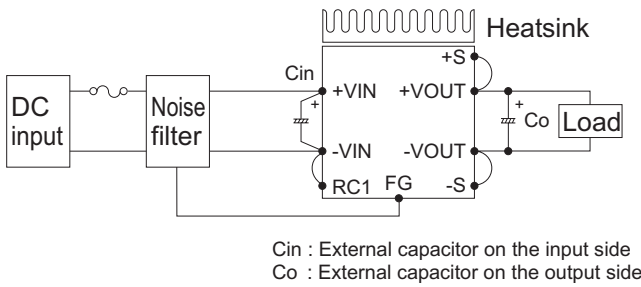 Heatsink
+S
Cin
+
+VIN
+VOUT
+
DC input
Noise filter
Co
Load
-VIN
-VOUT
RC1
FG
-S
Cin : External capacitor on the input side
Co : External capacitor on the output side